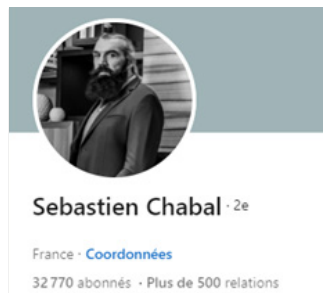 Sebastien Chabal · 2e
France · Coordonnées
32 770 abonnés · Plus de 500 relations